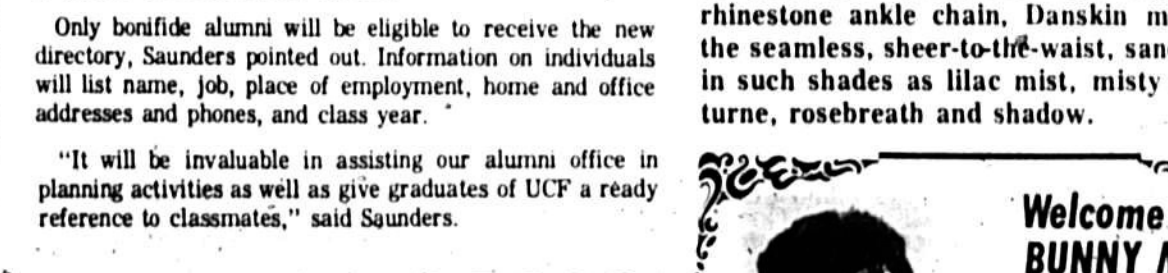 Only bonifide alumni will be eligible to receive the new
directory, Saunders pointed out. Information on individuals
will list name, job, place of employment, home and office
addresses and phones, and class year.
"It will be invaluable in assisting our alumni office in
planning activities as well as give graduates of UCF a ready
reference to classmates," said Saunders.
rhinestone ankle chain, Danskin
the seamless, sheer-to-the-waist,
in such shades as lilac mist, misty
turne, rosebreath and shadow.
Welcome
BUNNY